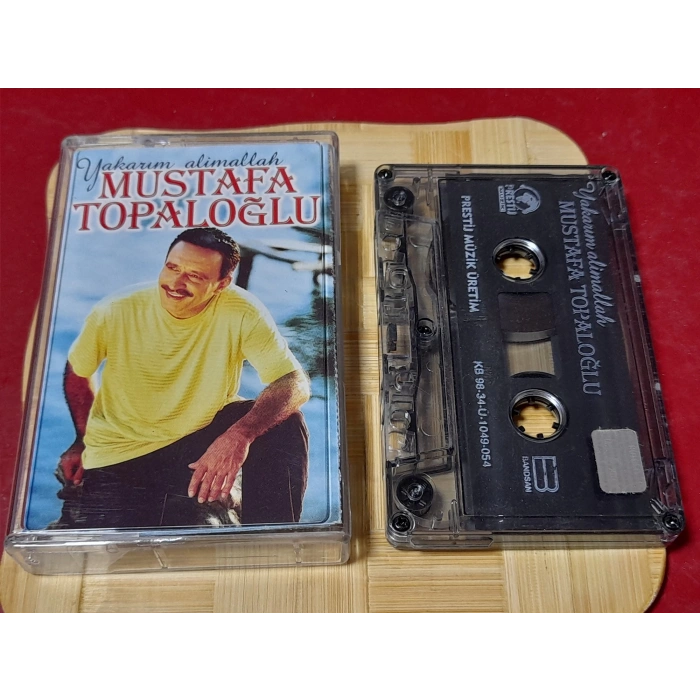 Yakarım alimallah
MUSTAFA
TOPALOĞLU
PRESTİJ
Yakarım alimallah
MUSTAFA TOPALOĞLU
PRESTİJ MÜZİK ÜRETİM
KB 98-34-Ü-1049-054
BANDSAN